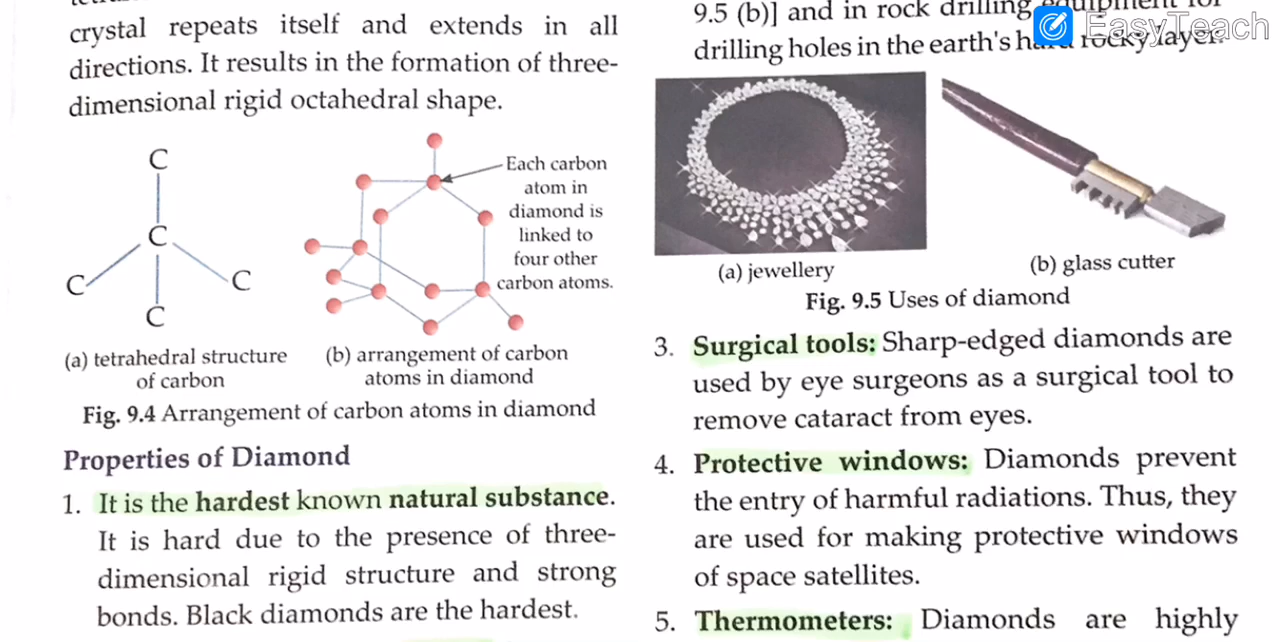 crystal repeats itself and extends in all
directions. It results in the formation of three-
dimensional rigid octahedral shape.
C
C
C
C
C
Each carbon
atom in
diamond is
linked to
four other
carbon atoms.
(a) tetrahedral structure
of carbon
(b) arrangement of carbon
atoms in diamond
Fig. 9.4 Arrangement of carbon atoms in diamond
Properties of Diamond
1. It is the hardest known natural substance.
It is hard due to the presence of three-
dimensional rigid structure and strong
bonds. Black diamonds are the hardest.
9.5 (b)] and in rock drilling equipment for
drilling holes in the earth's hard rocky layer.
EasyTeach
(a) jewellery
(b) glass cutter
Fig. 9.5 Uses of diamond
3. Surgical tools: Sharp-edged diamonds are
used by eye surgeons as a surgical tool to
remove cataract from eyes.
4. Protective windows: Diamonds prevent
the entry of harmful radiations. Thus, they
are used for making protective windows
of space satellites.
5. Thermometers: Diamonds are highly